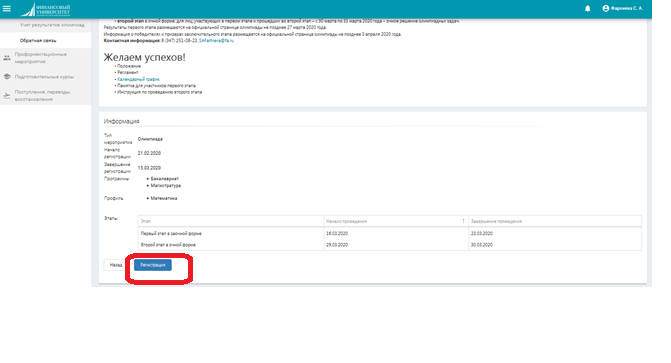 ФИНАНСОВЫЙ
УНИВЕРСИТЕТ
Фархиева С. А.
Учет результатов олимпиад
Обратная связь
Профориентационные
мероприятия
Подготовительные курсы
Поступления, переводы,
восстановления
• второй этап в очной форме, для лиц, участвующих в первом этапе и прошедших во второй этап – с 30 марта по 31 марта 2020 – очное решение олимпиадных задач.
Результаты первого этапа размещаются на официальной странице олимпиады не позднее 27 марта 2020 года.
Информация о победителях и призерах заключительного этапа размещается на официальной странице олимпиады не позднее 3 апреля 2020 года.
Контактная информация: 8 (347) 251-08-23,
Желаем успехов!
• Положение
• Регламент
• Календарный график
• Памятка для участников первого этапа
• Инструкция по проведению второго этапа
Информация
Тип
мероприятия
Олимпиада
Начало
регистрации
21.02.2020
Завершение
регистрации
15.03.2020
Программы
• Бакалавриат
• Магистратура
Профиль
• Математика
Этапы
Этап Начало проведения ↑ Завершение проведения
Первый этап в заочной форме 16.03.2020 23.03.2020
Второй этап в очной форме 29.03.2020 30.03.2020
Назад Регистрация